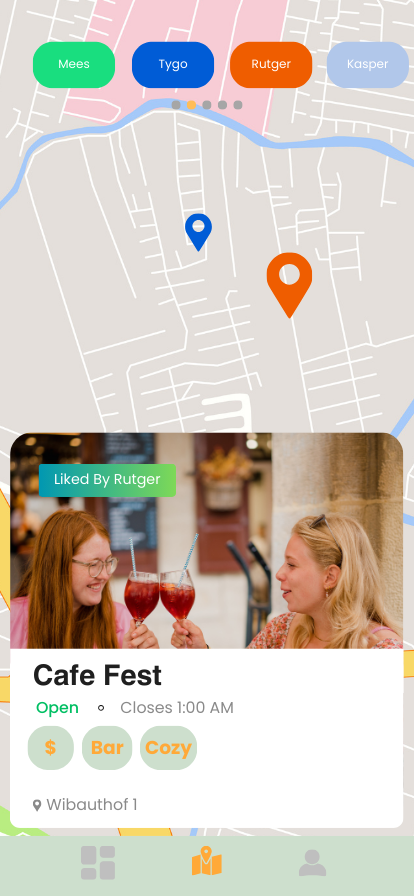 Mees Tygo Rutger Kasper
Liked By Rutger
Cafe Fest
Open Closes 1:00 AM
$ Bar Cozy
Wibauthof 1